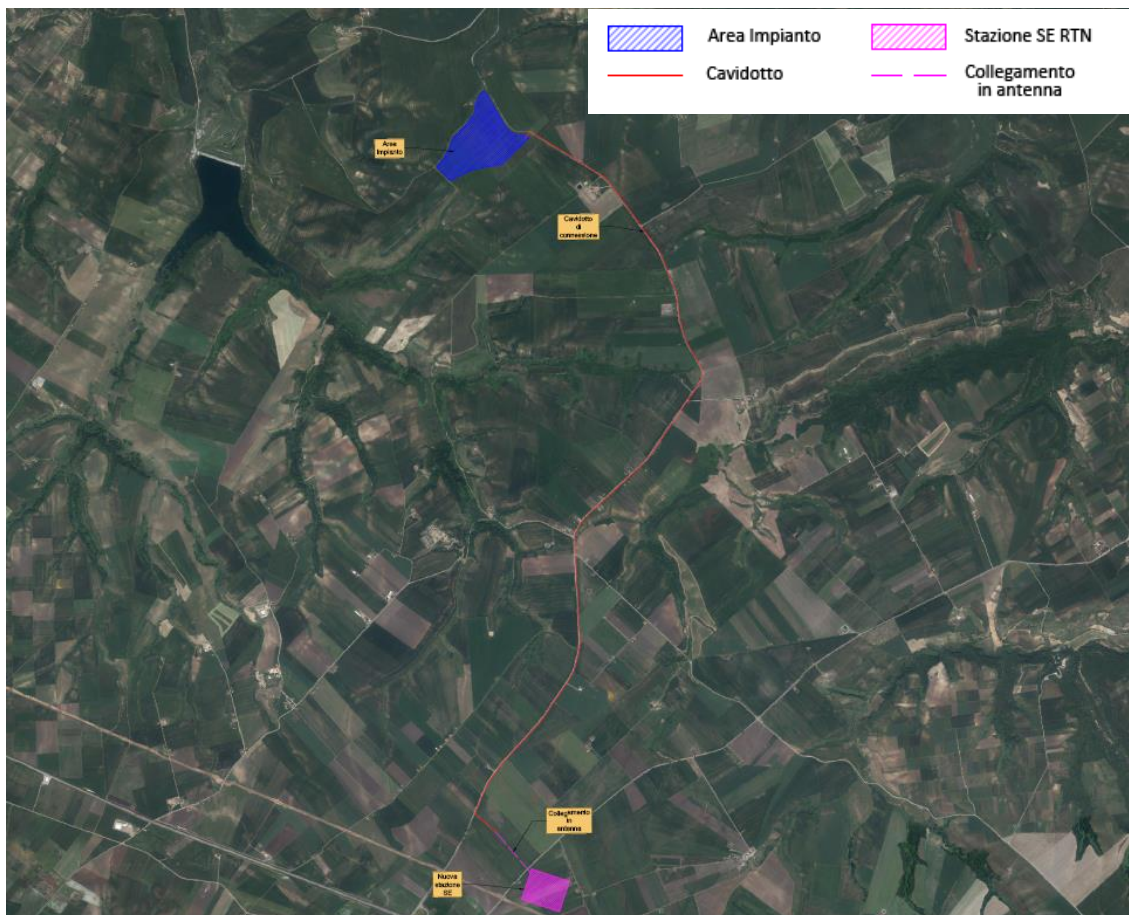 Area Impianto
Stazione SE RTN
Cavidotto
Collegamento
in antenna
Area
Impianto
Cavidotto
di
connessione
Collegamento
in
antenna
Nuova
stazione
SE